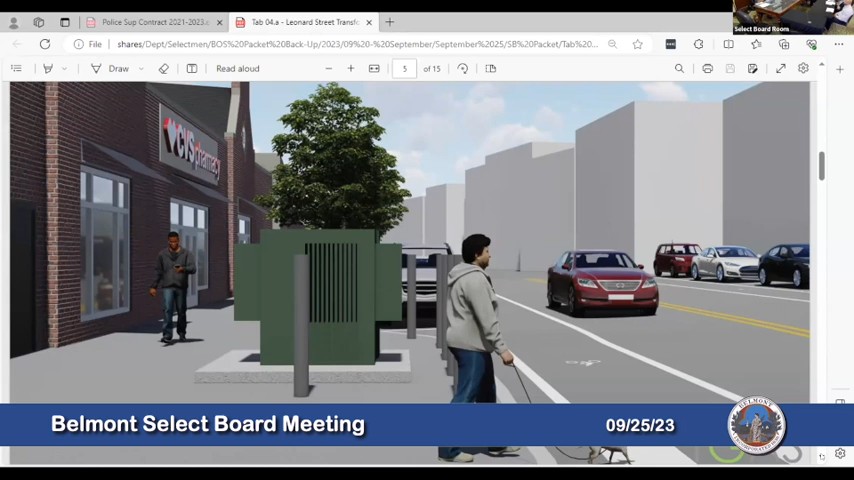 Police Sup Contract 2021-2023.
Tab 04.a - Leonard Street Transfo
Select Board Room
File
shares/Dept/Selectmen/BOS%20Packet%20Back-Up/2023/09%20-%20September/September%2025/SB%20Packet/Tab%...
Draw
Read aloud
5 of 15
CVS pharmacy
Belmont Select Board Meeting
09/25/23
BELMONT